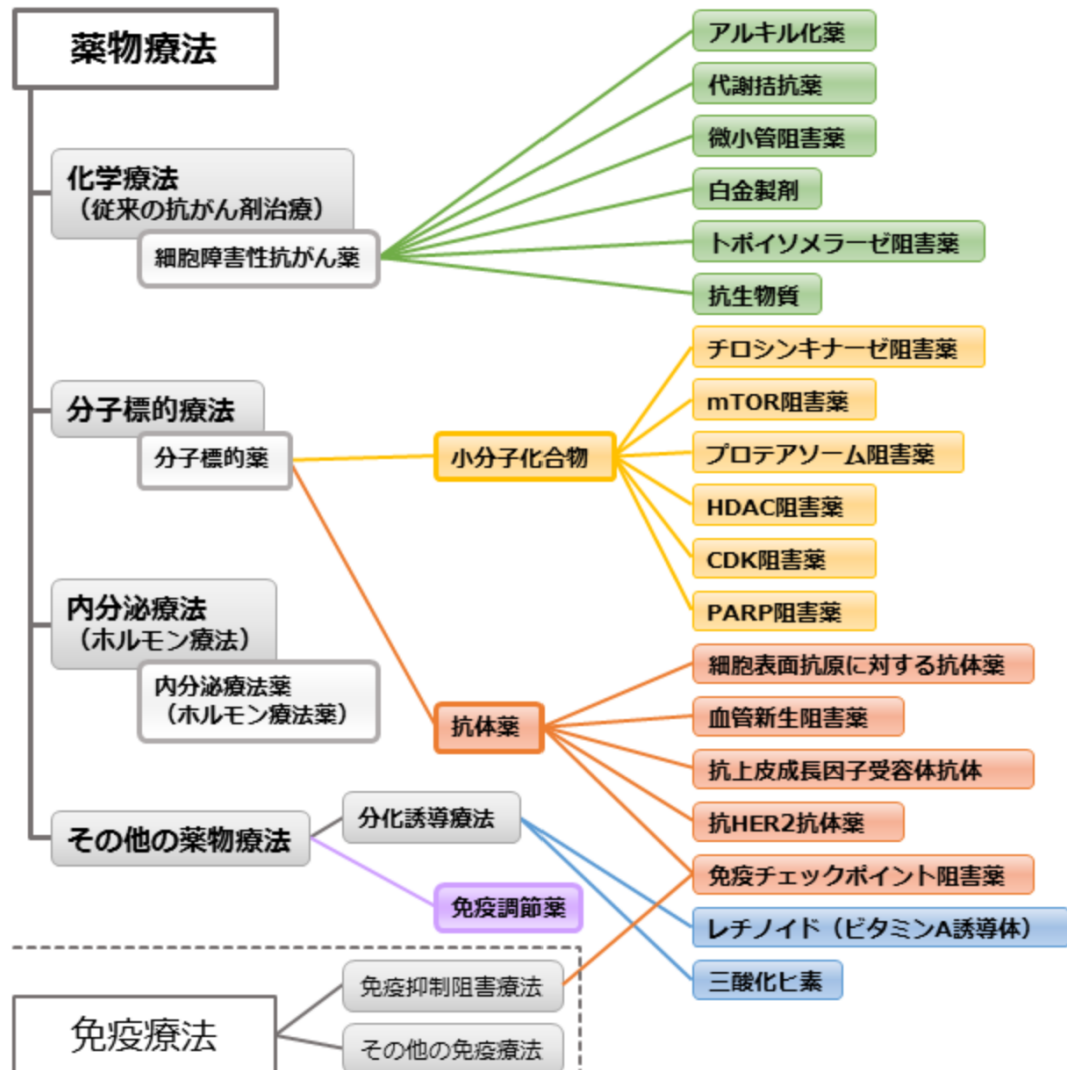 薬物療法
化学療法
（従来の抗がん剤治療）
細胞障害性抗がん薬
アルキル化薬
代謝拮抗薬
微小管阻害薬
白金製剤
トポイソメラーゼ阻害薬
抗生物質
分子標的療法
分子標的薬
小分子化合物
チロシンキナーゼ阻害薬
mTOR阻害薬
プロテアソーム阻害薬
HDAC阻害薬
CDK阻害薬
PARP阻害薬
内分泌療法
（ホルモン療法）
内分泌療法薬
（ホルモン療法薬）
抗体薬
細胞表面抗原に対する抗体薬
血管新生阻害薬
抗上皮成長因子受容体抗体
抗HER2抗体薬
免疫チェックポイント阻害薬
その他の薬物療法
分化誘導療法
免疫調節薬
レチノイド（ビタミンA誘導体）
三酸化ヒ素
免疫療法
免疫抑制阻害療法
その他の免疫療法